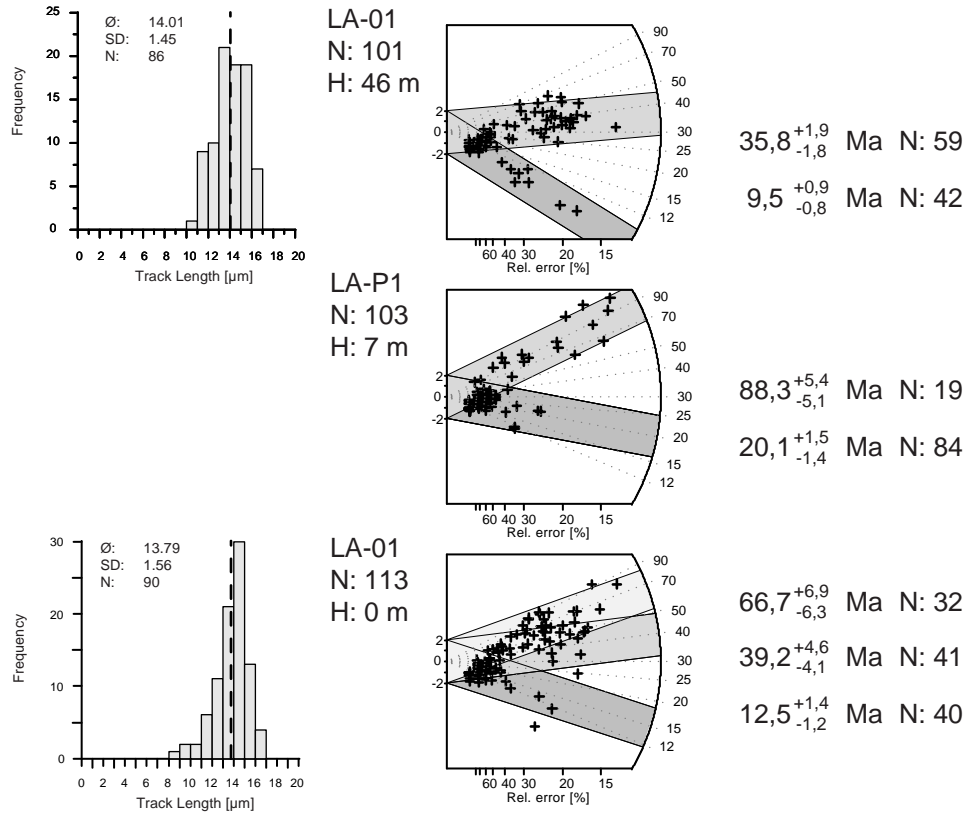 25
20
15
10
5
0
Frequency
Ø: 14.01
SD: 1.45
N: 86
0 2 4 6 8 10 12 14 16 18 20
Track Length [µm]
LA-01
N: 101
H: 46 m
2
0
-2
90
70
50
40
30
25
20
15
12
60 40 30 20 15
Rel. error [%]
35,8 +1,9 -1,8 Ma N: 59
9,5 +0,9 -0,8 Ma N: 42
LA-P1
N: 103
H: 7 m
2
0
-2
90
70
50
40
30
25
20
15
12
60 40 30 20 15
Rel. error [%]
88,3 +5,4 -5,1 Ma N: 19
20,1 +1,5 -1,4 Ma N: 84
30
20
10
0
Frequency
Ø: 13.79
SD: 1.56
N: 90
0 2 4 6 8 10 12 14 16 18 20
Track Length [µm]
LA-01
N: 113
H: 0 m
2
0
-2
90
70
50
40
30
25
20
15
12
60 40 30 20 15
Rel. error [%]
66,7 +6,9 -6,3 Ma N: 32
39,2 +4,6 -4,1 Ma N: 41
12,5 +1,4 -1,2 Ma N: 40